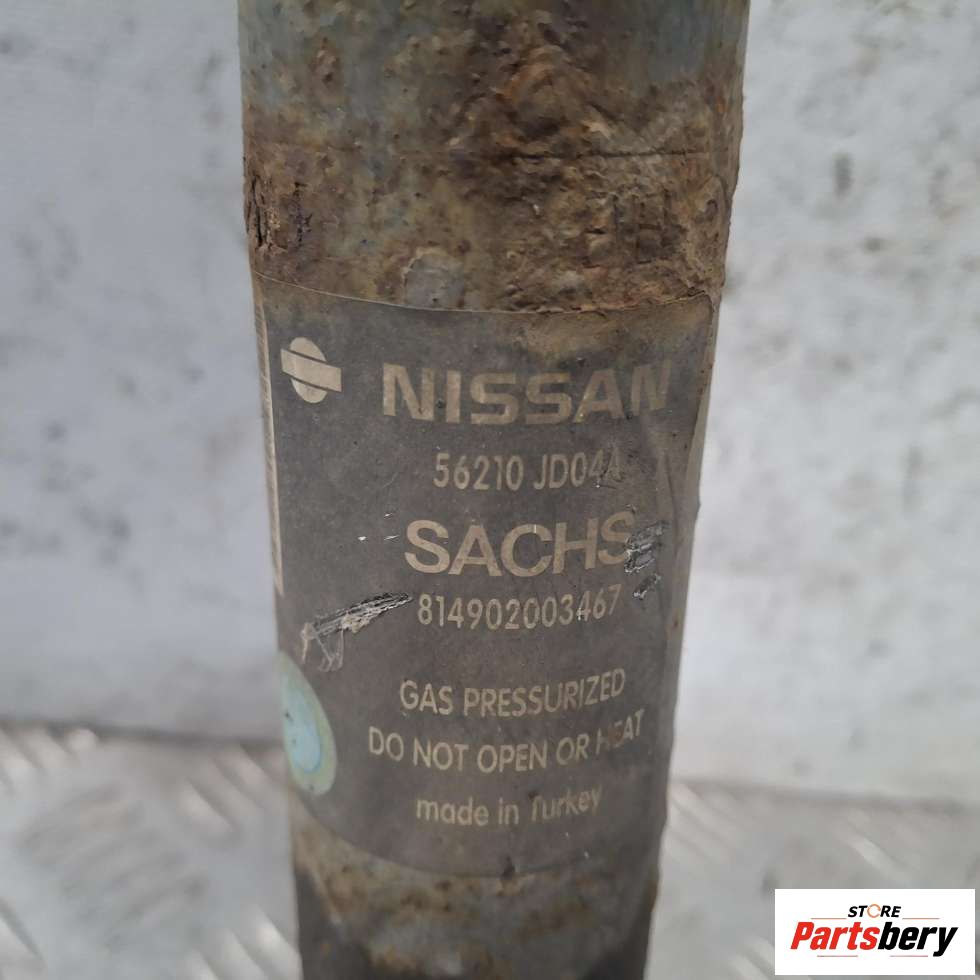 NISSAN
56210 JD04A
SACHS
814902003467
GAS PRESSURIZED
DO NOT OPEN OR HEAT
made in Turkey
STORE
Partsbery